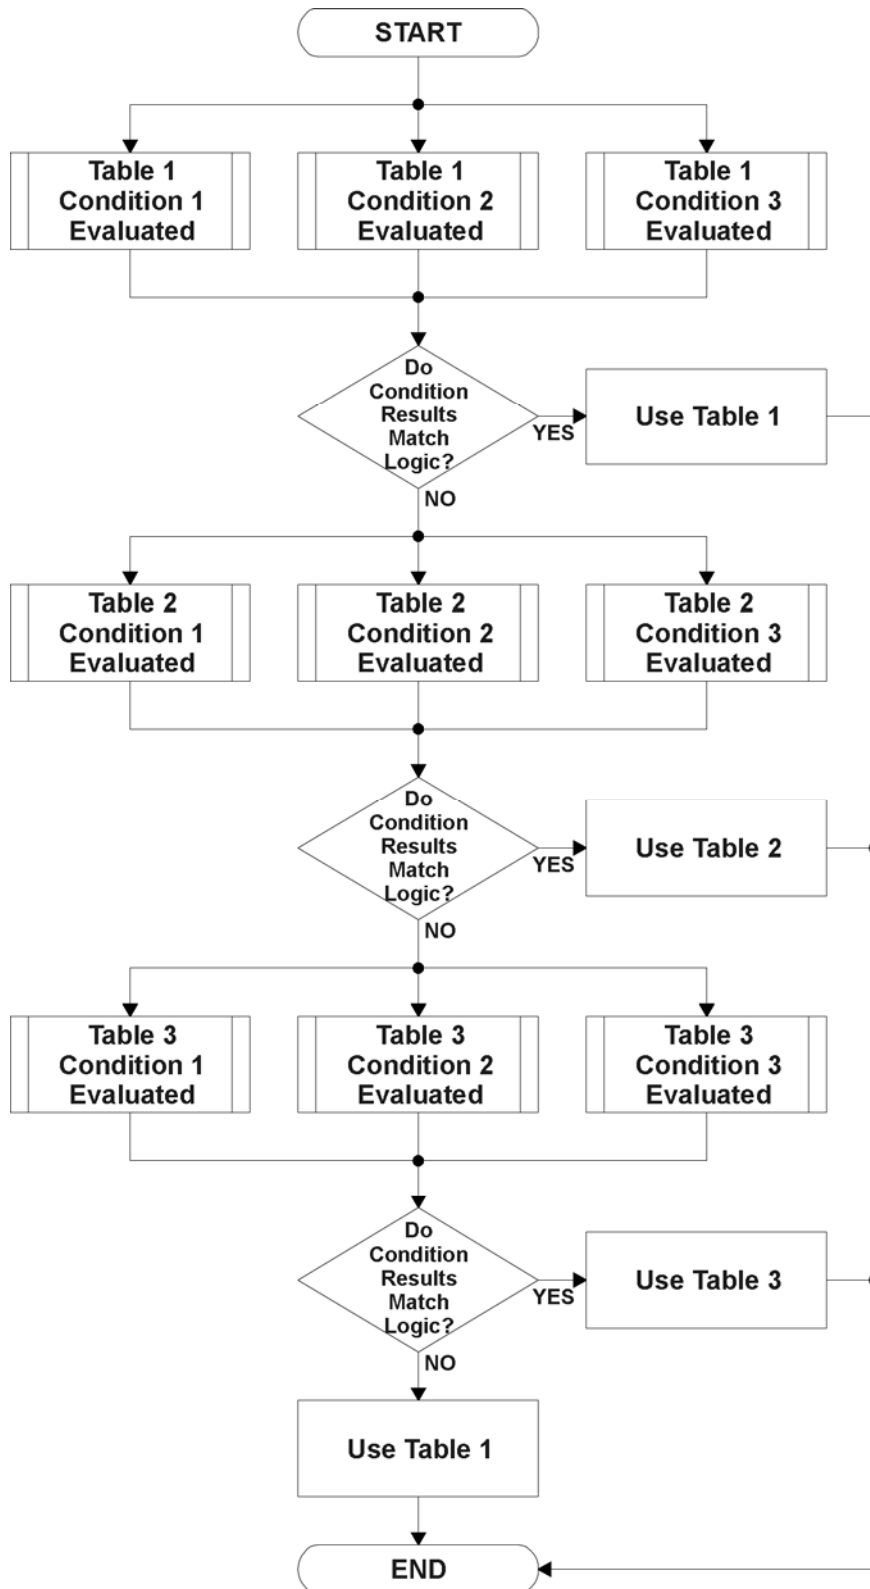 START
Table 1
Condition 1
Evaluated
Table 1
Condition 2
Evaluated
Table 1
Condition 3
Evaluated
Do
Condition
Results
Match
Logic?
YES
Use Table 1
NO
Table 2
Condition 1
Evaluated
Table 2
Condition 2
Evaluated
Table 2
Condition 3
Evaluated
Do
Condition
Results
Match
Logic?
YES
Use Table 2
NO
Table 3
Condition 1
Evaluated
Table 3
Condition 2
Evaluated
Table 3
Condition 3
Evaluated
Do
Condition
Results
Match
Logic?
YES
Use Table 3
NO
Use Table 1
END